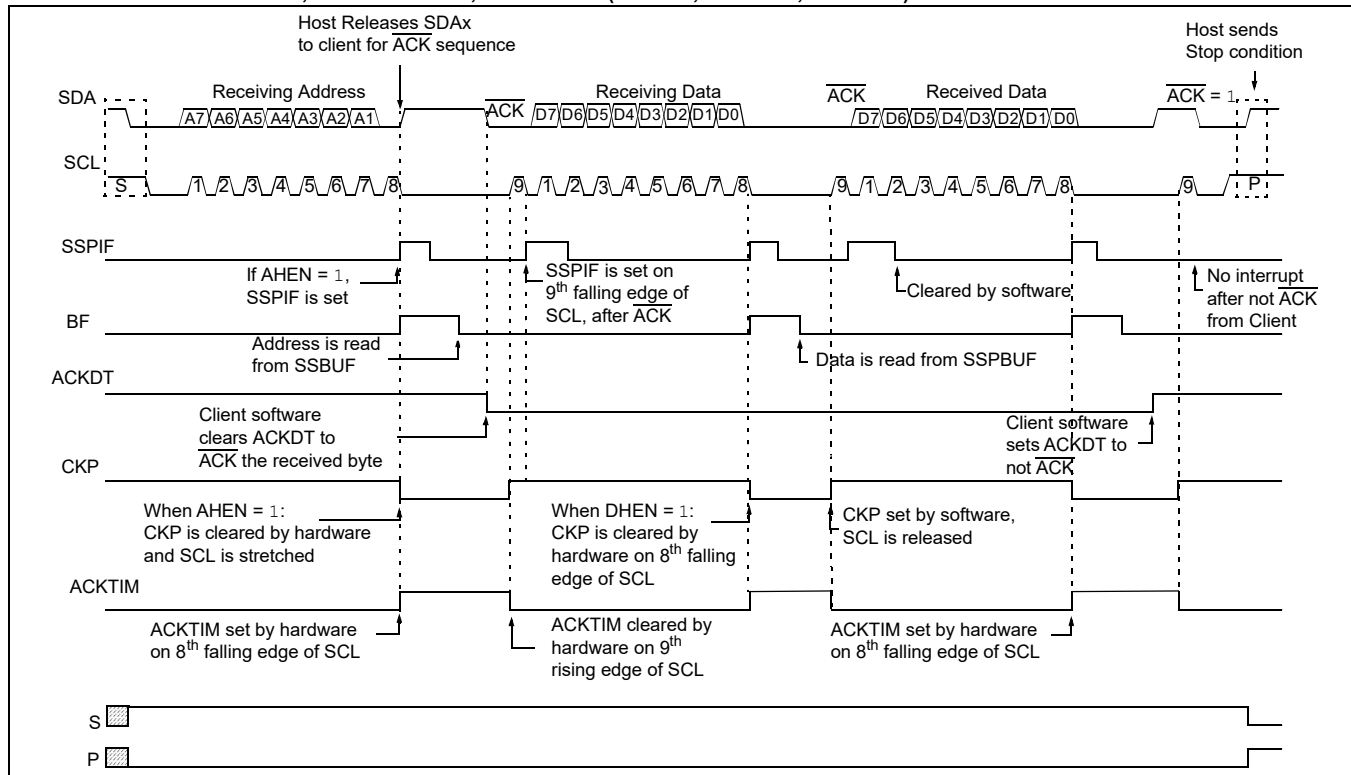 Host Releases SDAx
to client for ACK sequence
Host sends
Stop condition
SDA
Receiving Address
ACK
Receiving Data
ACK
Received Data
ACK = 1
A7 A6 A5 A4 A3 A2 A1
D7 D6 D5 D4 D3 D2 D1 D0
D7 D6 D5 D4 D3 D2 D1 D0
SCL
S
1 2 3 4 5 6 7 8
9 1 2 3 4 5 6 7 8
9 1 2 3 4 5 6 7 8
9
P
SSPIF
If AHEN = 1,
SSPIF is set
SSPIF is set on
9th falling edge of
SCL, after ACK
Cleared by software
No interrupt
after not ACK
from Client
BF
Address is read
from SSBUF
Data is read from SSPBUF
ACKDT
Client software
clears ACKDT to
ACK the received byte
Client software
sets ACKDT to
not ACK
CKP
When AHEN = 1:
CKP is cleared by hardware
and SCL is stretched
When DHEN = 1:
CKP is cleared by
hardware on 8th falling
edge of SCL
CKP set by software,
SCL is released
ACKTIM
ACKTIM set by hardware
on 8th falling edge of SCL
ACKTIM cleared by
hardware on 9th
rising edge of SCL
ACKTIM set by hardware
on 8th falling edge of SCL
S
P